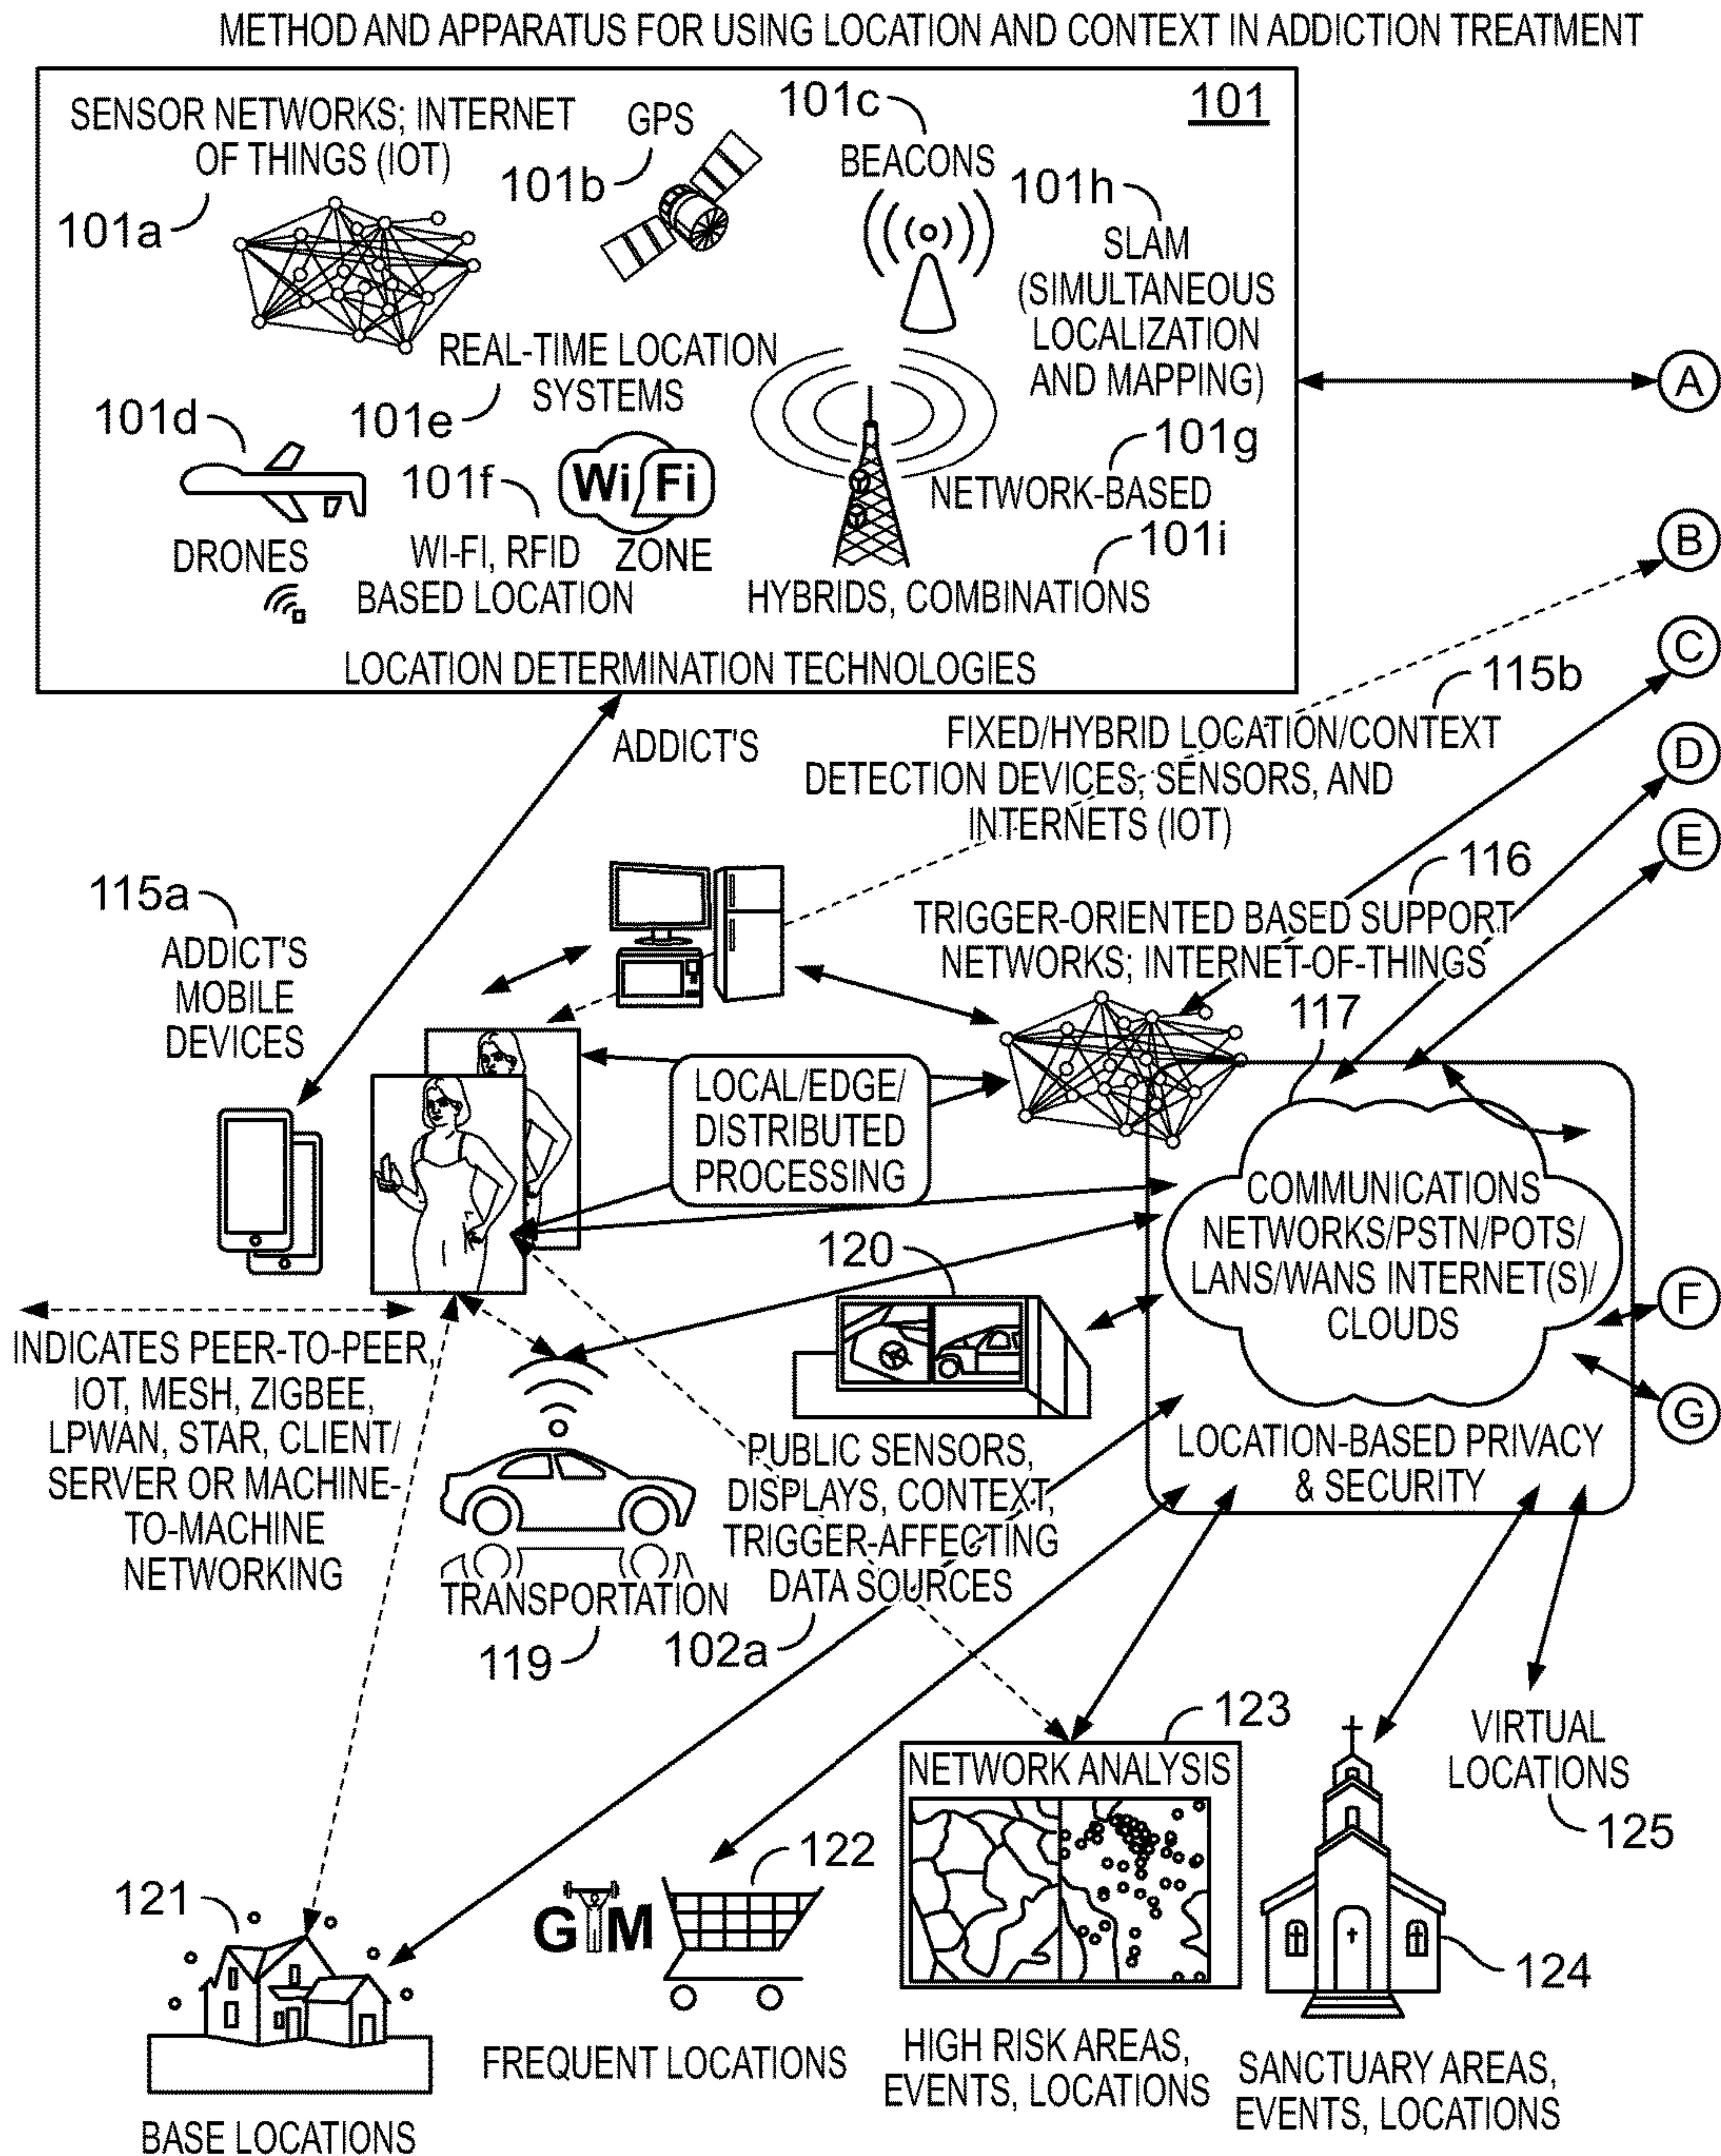 METHOD AND APPARATUS FOR USING LOCATION AND CONTEXT IN ADDICTION TREATMENT
101
SENSOR NETWORKS; INTERNET
OF THINGS (IOT)
101a
GPS
101b
101c
BEACONS
101h
SLAM
(SIMULTANEOUS
LOCALIZATION
AND MAPPING)
REAL-TIME LOCATION
SYSTEMS
101e
101d
DRONES
101f
Wi Fi
ZONE
WI-FI, RFID
BASED LOCATION
101g
NETWORK-BASED
101i
HYBRIDS, COMBINATIONS
LOCATION DETERMINATION TECHNOLOGIES
A
B
C
D
E
ADDICT'S
115b
FIXED/HYBRID LOCATION/CONTEXT
DETECTION DEVICES, SENSORS, AND
INTERNETS (IOT)
115a
ADDICT'S
MOBILE
DEVICES
116
TRIGGER-ORIENTED BASED SUPPORT
NETWORKS; INTERNET-OF-THINGS
117
LOCAL/EDGE/
DISTRIBUTED
PROCESSING
COMMUNICATIONS
NETWORKS/PSTN/POTS/
LANS/WANS INTERNET(S)/
CLOUDS
LOCATION-BASED PRIVACY
& SECURITY
F
G
INDICATES PEER-TO-PEER,
IOT, MESH, ZIGBEE,
LPWAN, STAR, CLIENT/
SERVER OR MACHINE-
TO-MACHINE
NETWORKING
120
PUBLIC SENSORS,
DISPLAYS, CONTEXT,
TRIGGER-AFFECTING
DATA SOURCES
102a
TRANSPORTATION
119
121
BASE LOCATIONS
GYM
122
FREQUENT LOCATIONS
123
NETWORK ANALYSIS
HIGH RISK AREAS,
EVENTS, LOCATIONS
124
SANCTUARY AREAS,
EVENTS, LOCATIONS
VIRTUAL
LOCATIONS
125